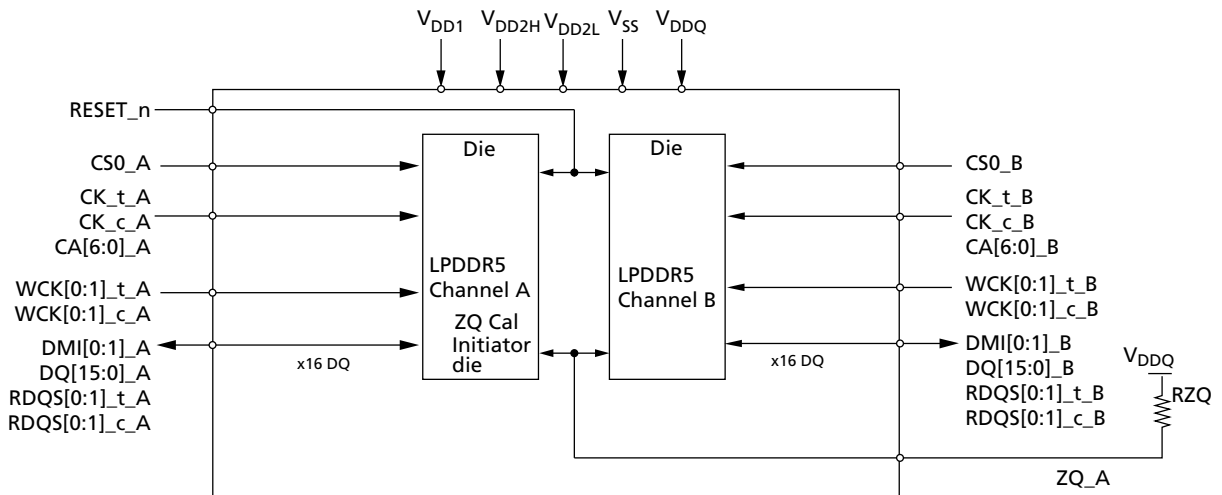 VDD1 VDD2H VDD2L VSS VDDQ
RESET_n
CS0_A
CK_t_A
CK_c_A
CA[6:0]_A
WCK[0:1]_t_A
WCK[0:1]_c_A
DMI[0:1]_A
DQ[15:0]_A
RDQS[0:1]_t_A
RDQS[0:1]_c_A
x16 DQ
Die
LPDDR5
Channel A
ZQ Cal
Initiator
die
Die
LPDDR5
Channel B
x16 DQ
CS0_B
CK_t_B
CK_c_B
CA[6:0]_B
WCK[0:1]_t_B
WCK[0:1]_c_B
DMI[0:1]_B
DQ[15:0]_B
RDQS[0:1]_t_B
RDQS[0:1]_c_B
VDDQ
RZQ
ZQ_A